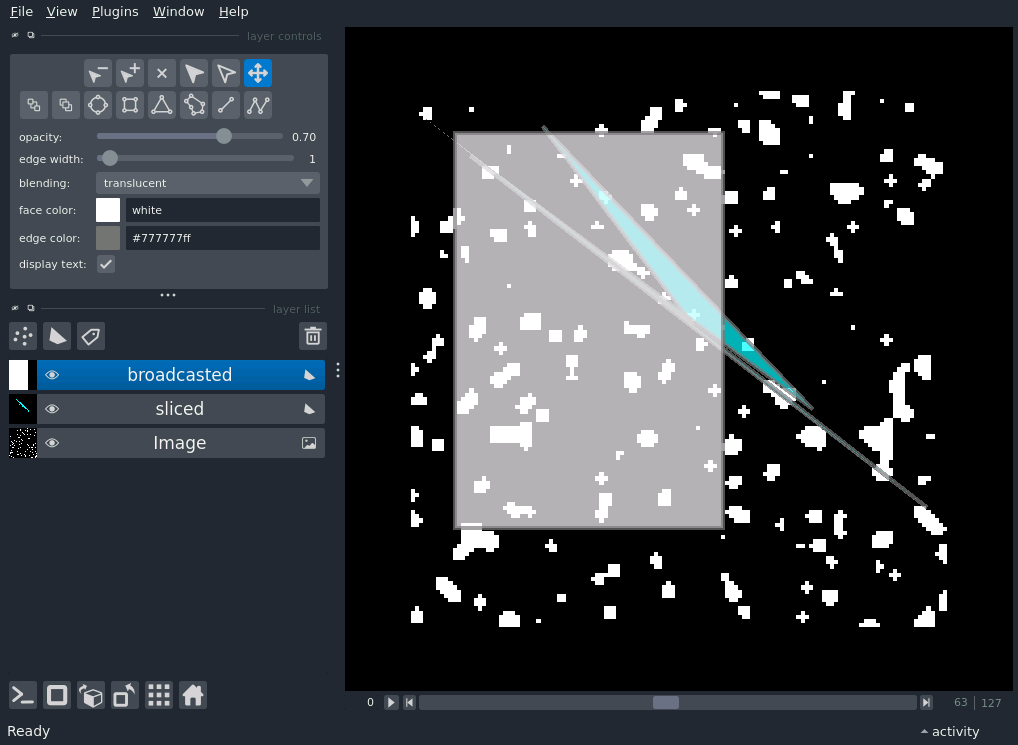 File View Plugins Window Help
layer controls
opacity: 0.70
edge width: 1
blending: translucent
face color: white
edge color: #777777ff
display text:
layer list
broadcasted
sliced
Image
0 63 127
Ready activity